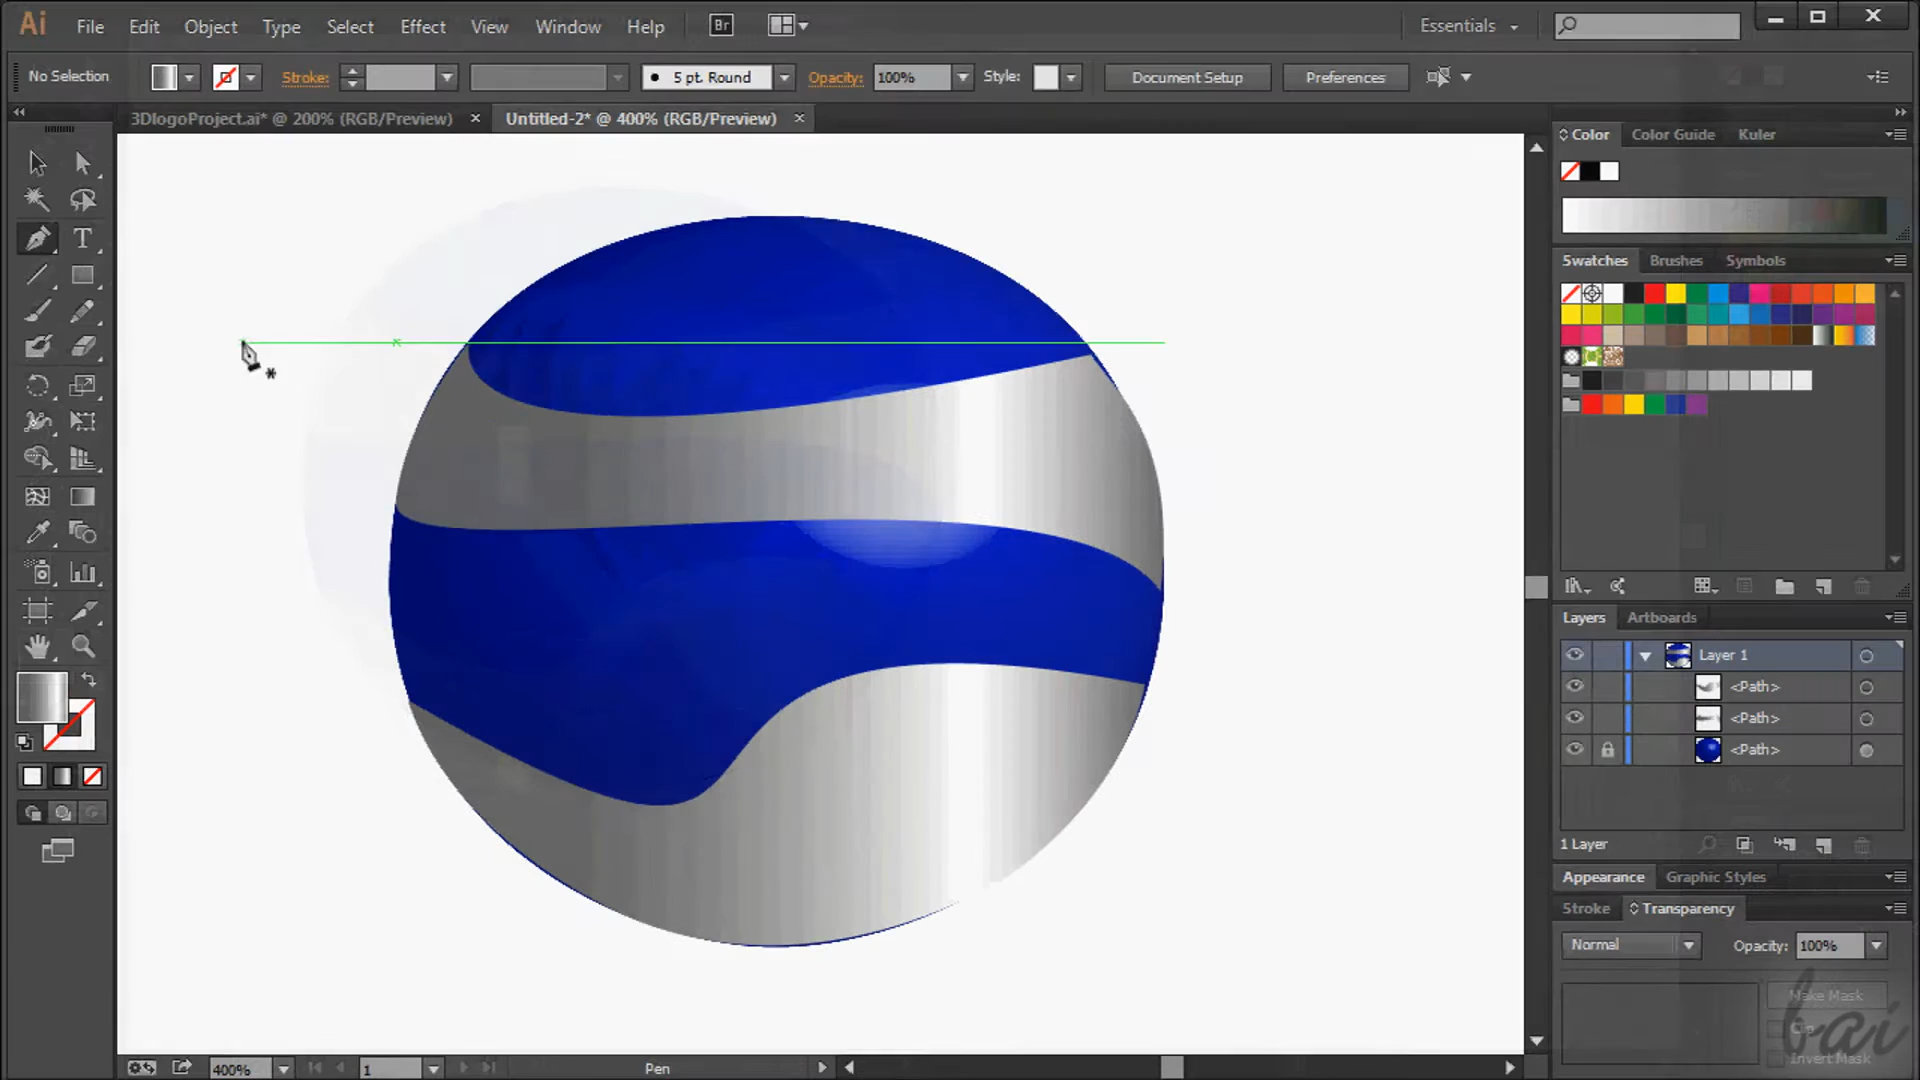 Ai File Edit Object Type Select Effect View Window Help Br Essentials
No Selection Stroke: 5 pt. Round Opacity: 100% Style: Document Setup Preferences
3DlogoProject.ai* @ 200% (RGB/Preview) × Untitled-2* @ 400% (RGB/Preview) ×
Color Color Guide Kuler
Swatches Brushes Symbols
Layers Artboards
Layer 1
<Path>
<Path>
<Path>
1 Layer
Appearance Graphic Styles
Stroke Transparency
Normal Opacity: 100%
Make Mask
Clip
Invert Mask
bai
400% 1 Pen